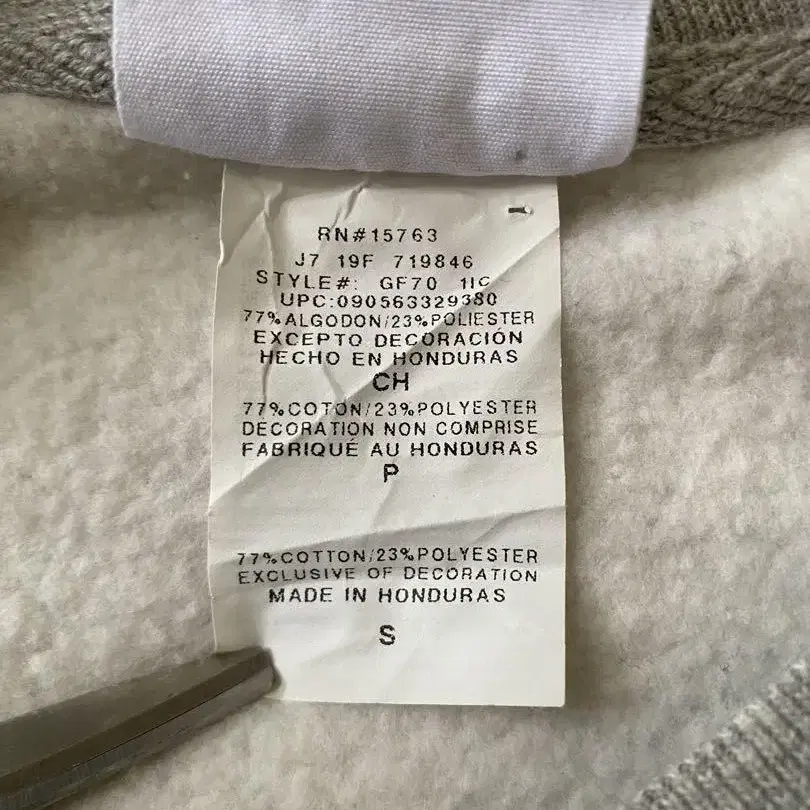 RN#15763
J7 19F 719846
STYLE#: GF70
UPC:090563329380
77%ALGODON/23%POLIESTER
EXCEPTO DECORACIÓN
HECHO EN HONDURAS
CH
77%COTON/23%POLYESTER
DECORATION NON COMPRISE
FABRIQUÉ AU HONDURAS
P
77%COTTON/23%POLYESTER
EXCLUSIVE OF DECORATION
MADE IN HONDURAS
S